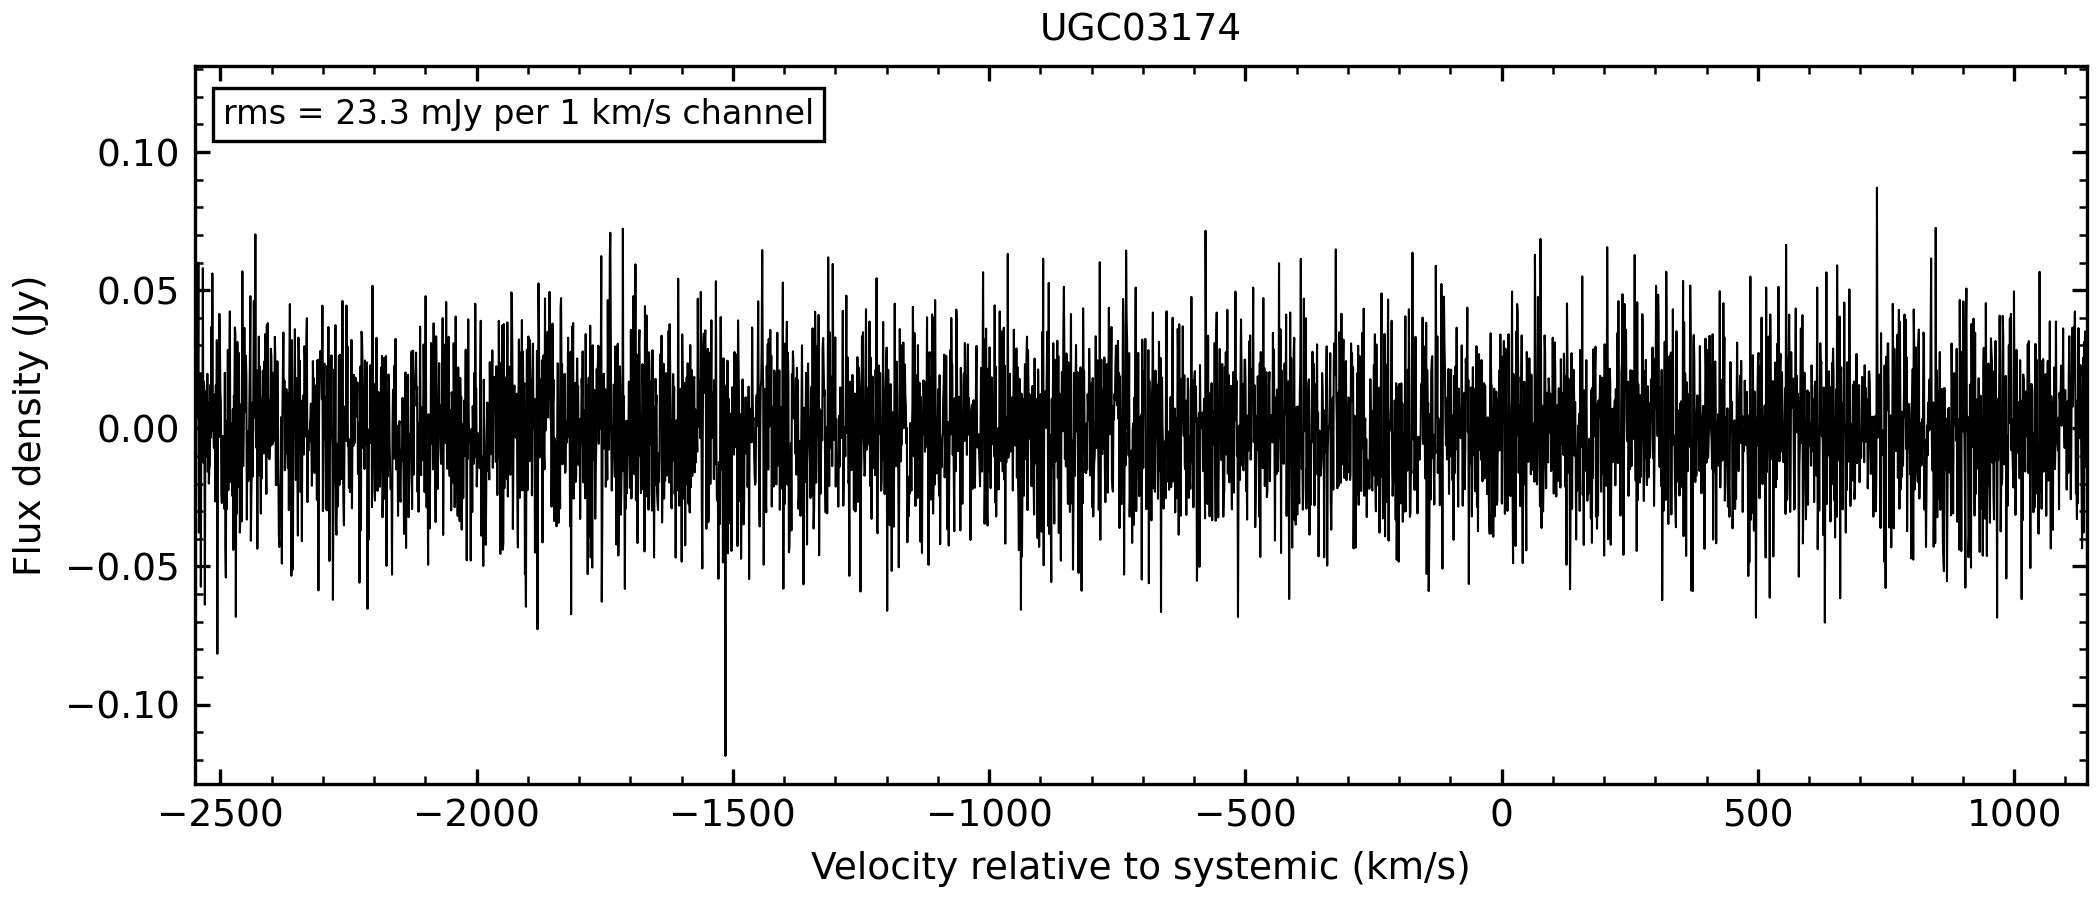 UGC03174
rms = 23.3 mJy per 1 km/s channel
Flux density (Jy)
0.10
0.05
0.00
−0.05
−0.10
−2500 −2000 −1500 −1000 −500 0 500 1000
Velocity relative to systemic (km/s)